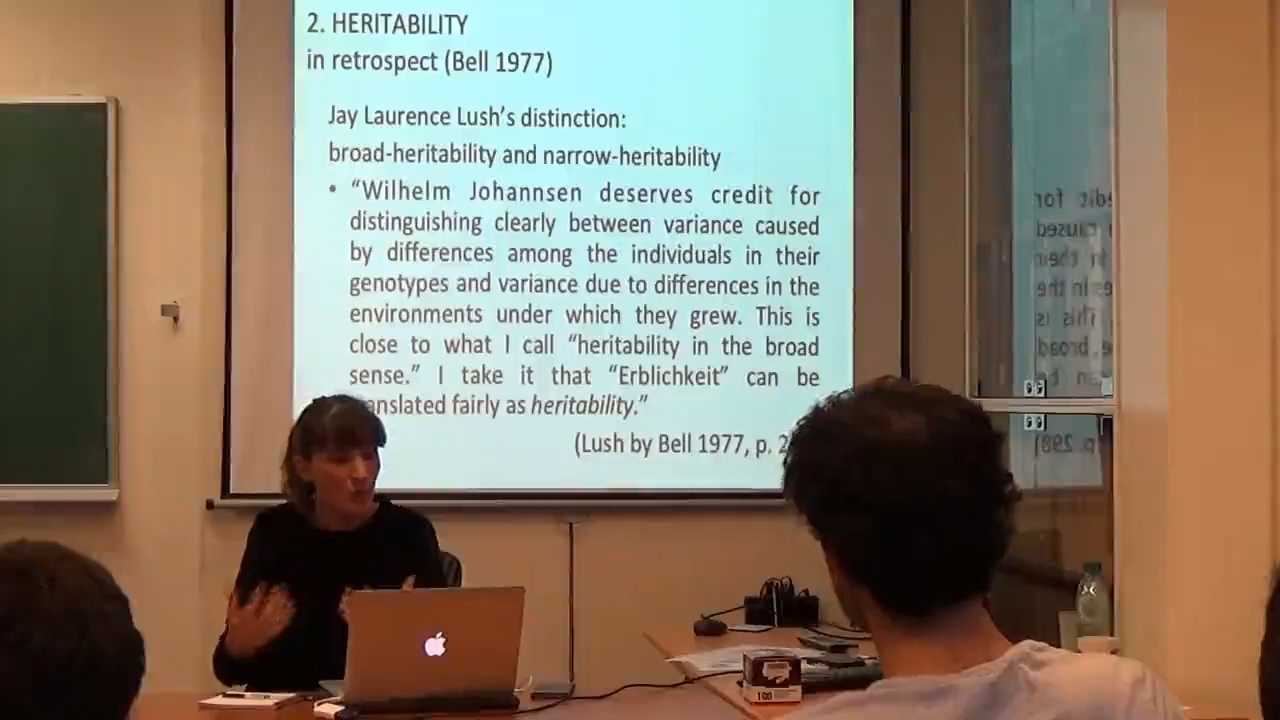 2. HERITABILITY
in retrospect (Bell 1977)
Jay Laurence Lush's distinction:
broad-heritability and narrow-heritability
• “Wilhelm Johannsen deserves credit for
distinguishing clearly between variance caused
by differences among the individuals in their
genotypes and variance due to differences in the
environments under which they grew. This is
close to what I call “heritability in the broad
sense.” I take it that “Erblichkeit” can be
anslated fairly as heritability.”
(Lush by Bell 1977, p. 2
100